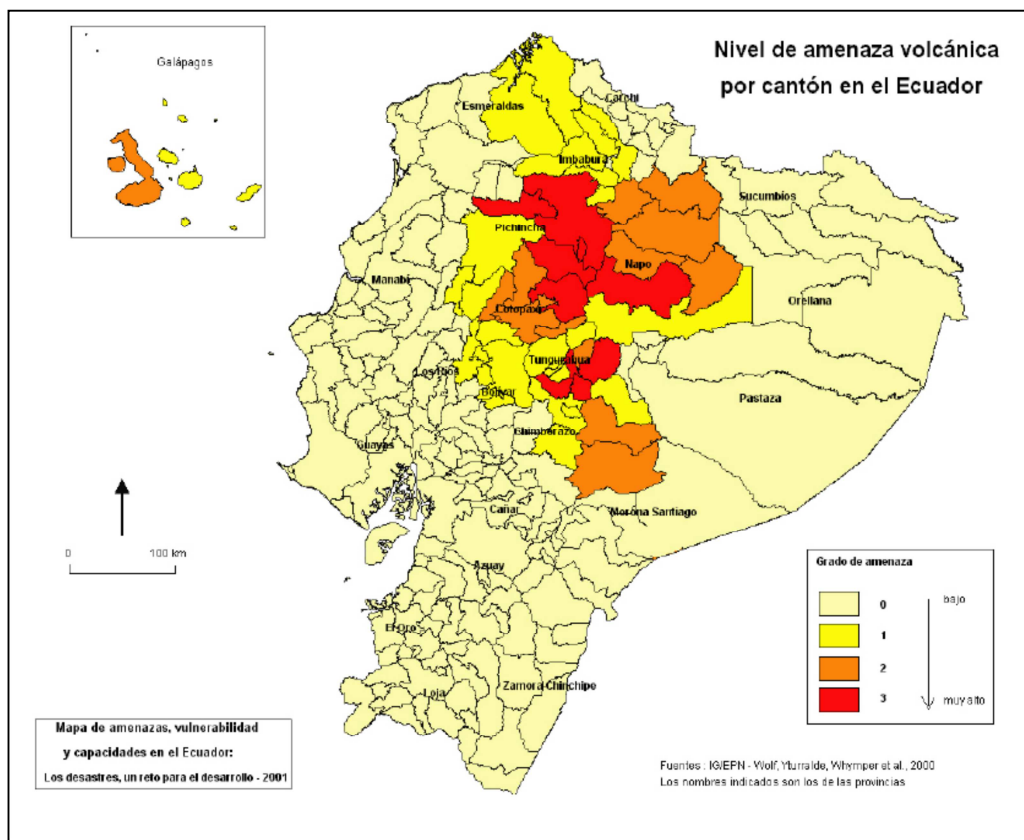 Nivel de amenaza volcánica
por cantón en el Ecuador
Galápagos
Esmeraldas
Carchi
Imbabura
Sucumbíos
Pichincha
Napo
Manabí
Orellana
Cotopaxi
Tungurahua
Los Ríos
Bolívar
Pastaza
Chimborazo
Guayas
Cañar
Morona Santiago
Azuay
El Oro
Zamora Chinchipe
Loja
0 100 km
Grado de amenaza
0 bajo
1
2
3 muy alto
Mapa de amenazas, vulnerabilidad
y capacidades en el Ecuador:
Los desastres, un reto para el desarrollo - 2001
Fuentes : IG/EPN - Wolf, Yturralde, Whymper et al., 2000
Los nombres indicados son los de las provincias